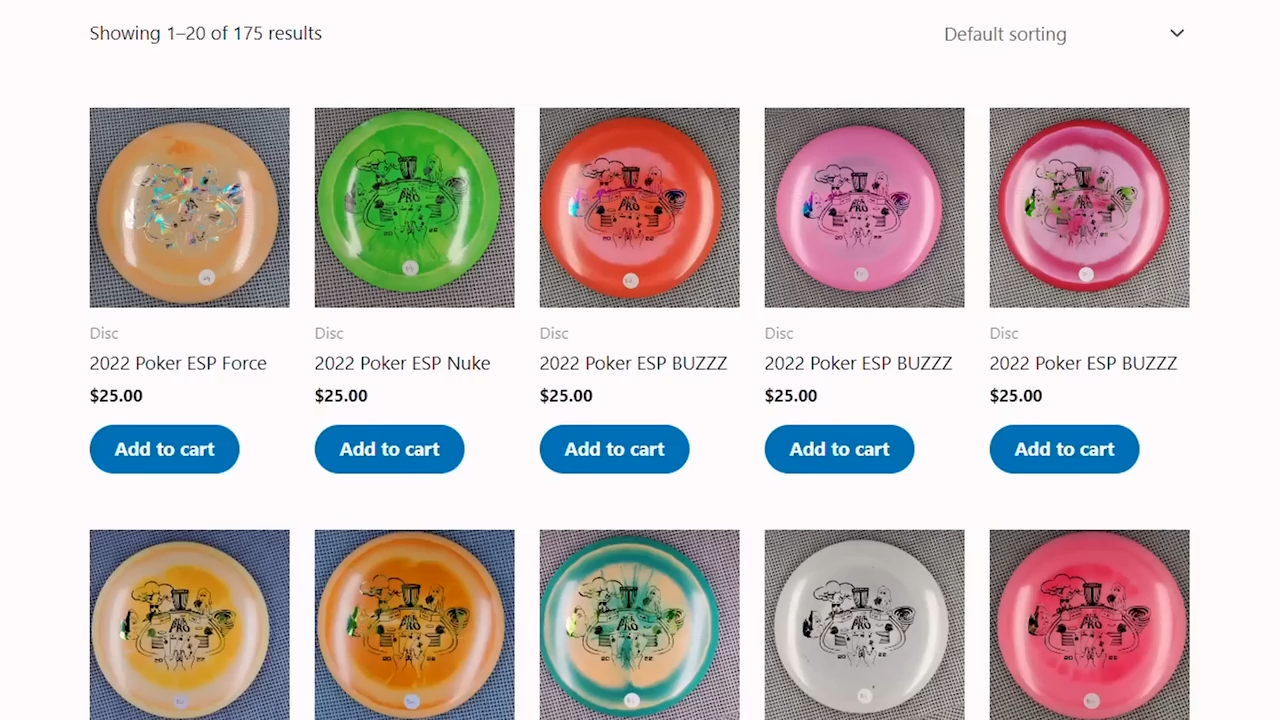 Showing 1–20 of 175 results
Default sorting
Disc
2022 Poker ESP Force
$25.00
Add to cart
Disc
2022 Poker ESP Nuke
$25.00
Add to cart
Disc
2022 Poker ESP BUZZZ
$25.00
Add to cart
Disc
2022 Poker ESP BUZZZ
$25.00
Add to cart
Disc
2022 Poker ESP BUZZZ
$25.00
Add to cart